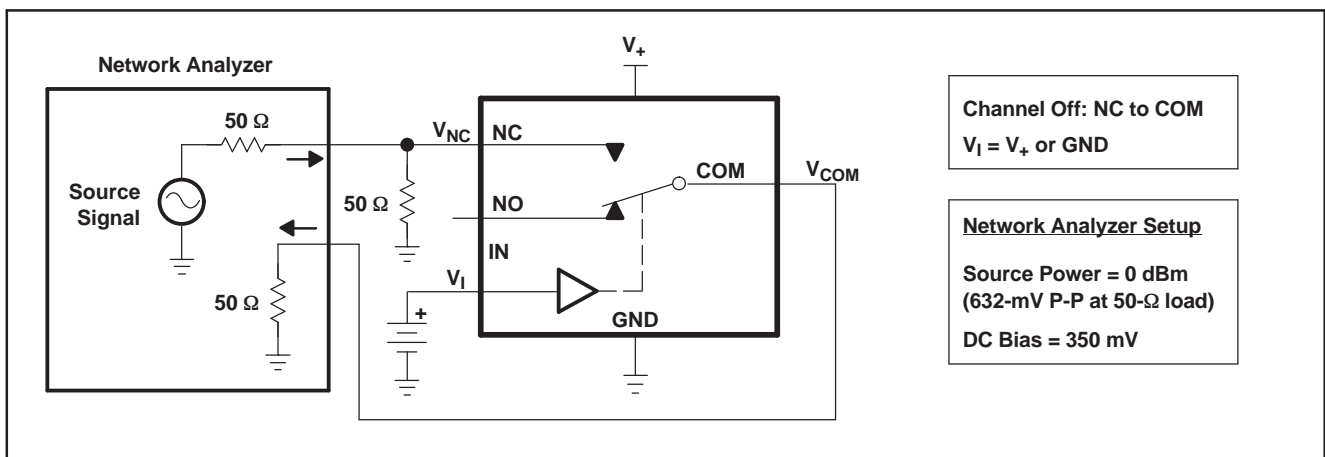 V+
Network Analyzer
50 Ω
VNC
NC
Channel Off: NC to COM
VI = V+ or GND
COM
VCOM
Source
Signal
50 Ω
NO
IN
Network Analyzer Setup
Source Power = 0 dBm
(632-mV P-P at 50-Ω load)
DC Bias = 350 mV
VI
50 Ω
+
GND